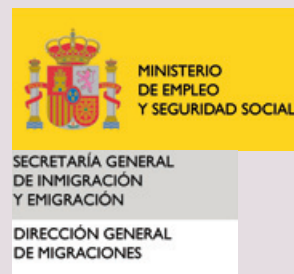 MINISTERIO
DE EMPLEO
Y SEGURIDAD SOCIAL
SECRETARÍA GENERAL
DE INMIGRACIÓN
Y EMIGRACIÓN
DIRECCIÓN GENERAL
DE MIGRACIONES